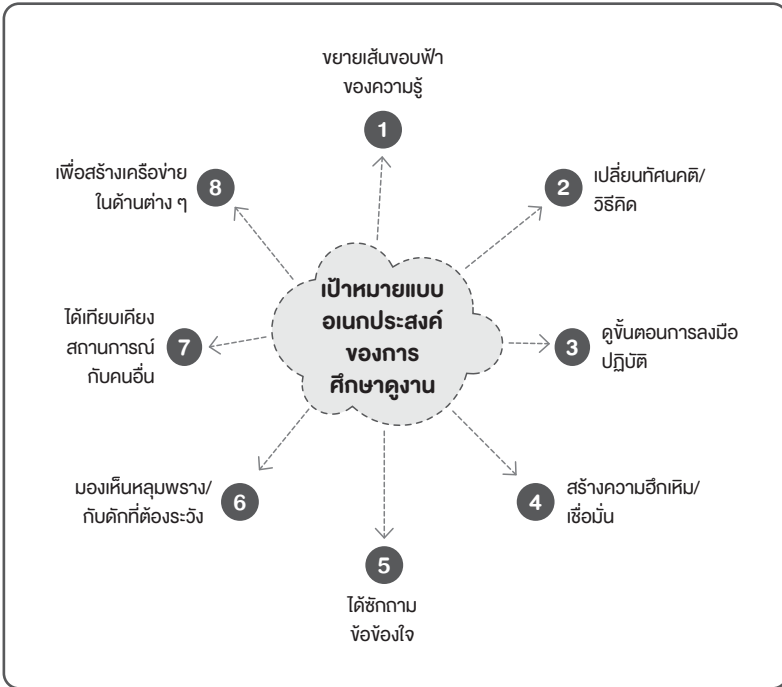 เป้าหมายแบบ
อเนกประสงค์
ของการ
ศึกษาดูงาน
ขยายเส้นขอบฟ้า
ของความรู้
1
2
เปลี่ยนทัศนคติ/
วิธีคิด
3
ดูขั้นตอนการลงมือ
ปฏิบัติ
4
สร้างความฮึกเหิม/
เชื่อมั่น
5
ได้ซักถาม
ข้อข้องใจ
6
มองเห็นหลุมพราง/
กับดักที่ต้องระวัง
7
ได้เทียบเคียง
สถานการณ์
กับคนอื่น
8
เพื่อสร้างเครือข่าย
ในด้านต่าง ๆ